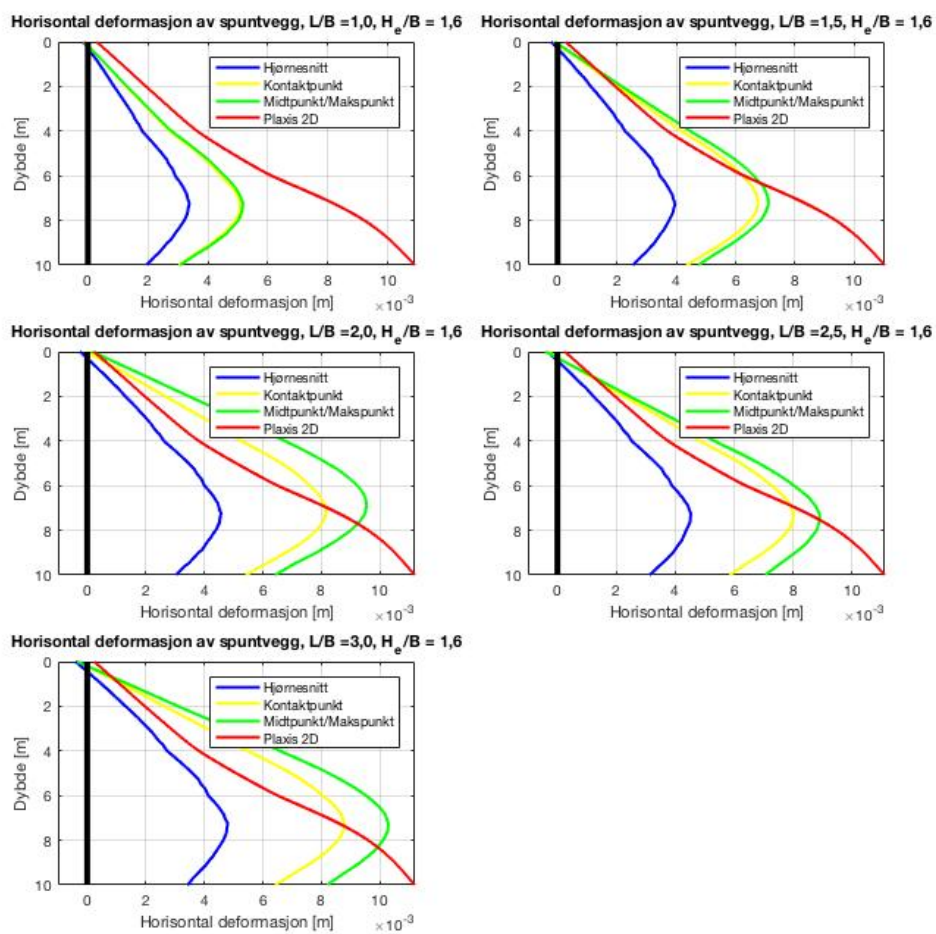 Horisontal deformasjon av spuntvegg, L/B =1,0, H_e/B = 1,6
Dybde [m]
0
2
4
6
8
10
Hjørnesnitt
Kontaktpunkt
Midtpunkt/Makspunkt
Plaxis 2D
0 2 4 6 8 10
Horisontal deformasjon [m]
×10-3
Horisontal deformasjon av spuntvegg, L/B =1,5, H_e/B = 1,6
Dybde [m]
0
2
4
6
8
10
Hjørnesnitt
Kontaktpunkt
Midtpunkt/Makspunkt
Plaxis 2D
0 2 4 6 8 10
Horisontal deformasjon [m]
×10-3
Horisontal deformasjon av spuntvegg, L/B =2,0, H_e/B = 1,6
Dybde [m]
0
2
4
6
8
10
Hjørnesnitt
Kontaktpunkt
Midtpunkt/Makspunkt
Plaxis 2D
0 2 4 6 8 10
Horisontal deformasjon [m]
×10-3
Horisontal deformasjon av spuntvegg, L/B =2,5, H_e/B = 1,6
Dybde [m]
0
2
4
6
8
10
Hjørnesnitt
Kontaktpunkt
Midtpunkt/Makspunkt
Plaxis 2D
0 2 4 6 8 10
Horisontal deformasjon [m]
×10-3
Horisontal deformasjon av spuntvegg, L/B =3,0, H_e/B = 1,6
Dybde [m]
0
2
4
6
8
10
Hjørnesnitt
Kontaktpunkt
Midtpunkt/Makspunkt
Plaxis 2D
0 2 4 6 8 10
Horisontal deformasjon [m]
×10-3